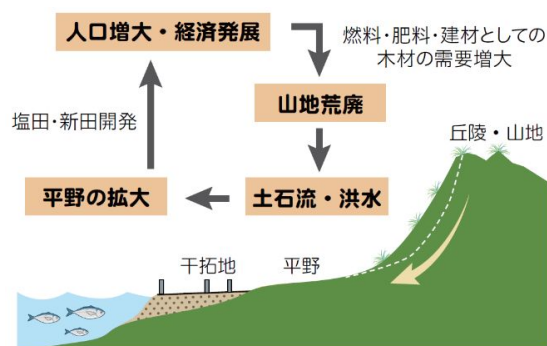 人口増大・経済発展
燃料・肥料・建材としての
木材の需要増大
山地荒廃
丘陵・山地
塩田・新田開発
平野の拡大
土石流・洪水
干拓地
平野